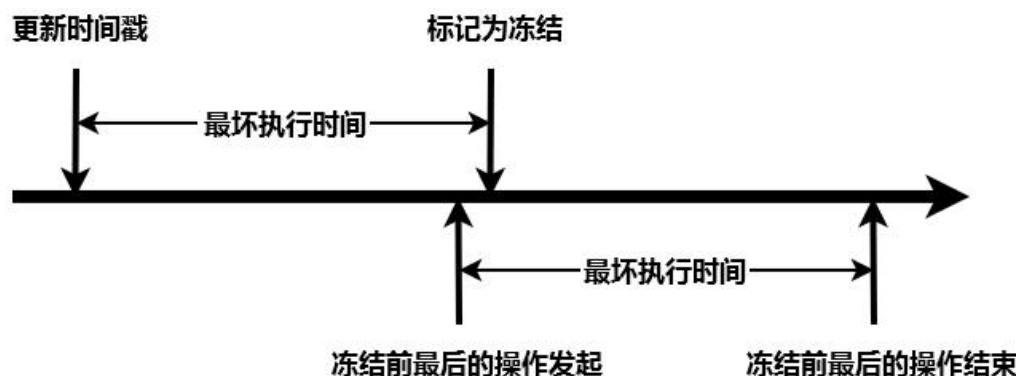 更新时间戳
标记为冻结
最坏执行时间
最坏执行时间
冻结前最后的操作发起
冻结前最后的操作结束